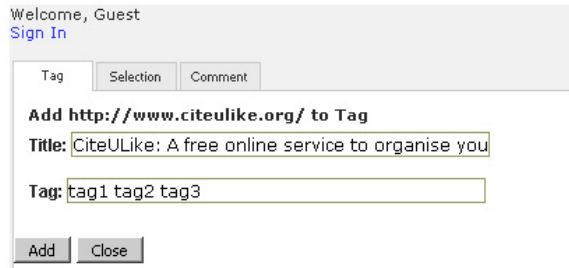 Welcome, Guest
Sign In
Tag Selection Comment
Add http://www.citeulike.org/ to Tag
Title: CiteULike: A free online service to organise you
Tag: tag1 tag2 tag3
Add Close